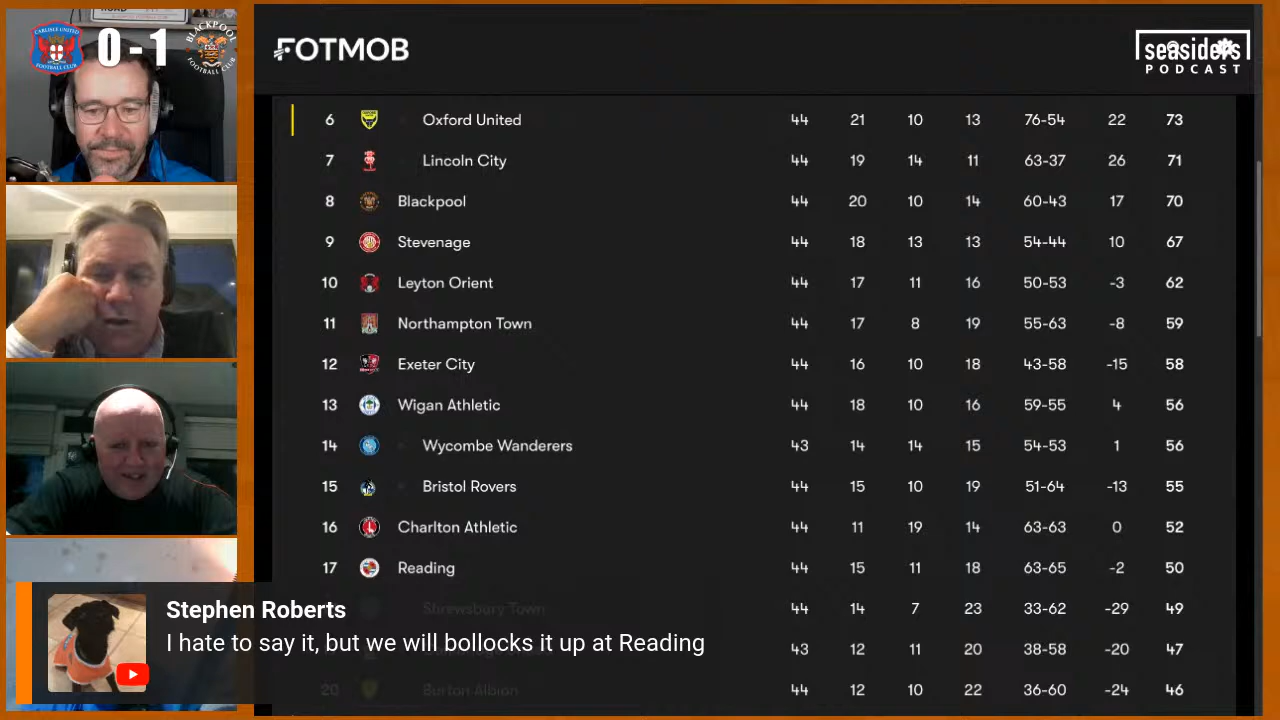 CARLISLE UNITED
FOOTBALL CLUB
0 - 1
BLACKPOOL
FOOTBALL CLUB
FOTMOB
seasiders
PODCAST
6 Oxford United 44 21 10 13 76-54 22 73
7 Lincoln City 44 19 14 11 63-37 26 71
8 Blackpool 44 20 10 14 60-43 17 70
9 Stevenage 44 18 13 13 54-44 10 67
10 Leyton Orient 44 17 11 16 50-53 -3 62
11 Northampton Town 44 17 8 19 55-63 -8 59
12 Exeter City 44 16 10 18 43-58 -15 58
13 Wigan Athletic 44 18 10 16 59-55 4 56
14 Wycombe Wanderers 43 14 14 15 54-53 1 56
15 Bristol Rovers 44 15 10 19 51-64 -13 55
16 Charlton Athletic 44 11 19 14 63-63 0 52
17 Reading 44 15 11 18 63-65 -2 50
Shrewsbury Town 44 14 7 23 33-62 -29 49
43 12 11 20 38-58 -20 47
20 Burton Albion 44 12 10 22 36-60 -24 46
Stephen Roberts
I hate to say it, but we will bollocks it up at Reading